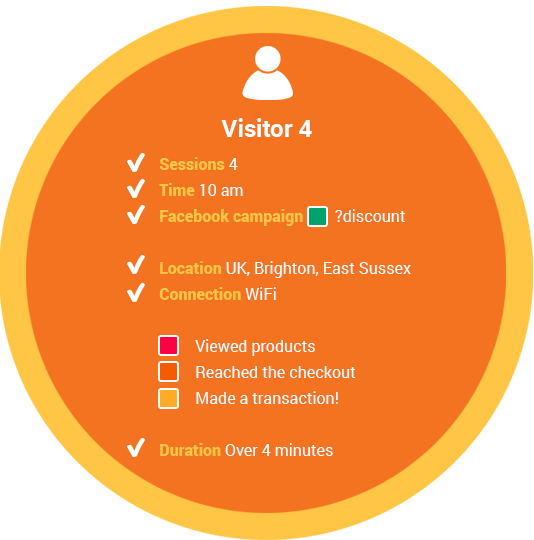 Visitor 4
Sessions 4
Time 10 am
Facebook campaign ?discount
Location UK, Brighton, East Sussex
Connection WiFi
Viewed products
Reached the checkout
Made a transaction!
Duration Over 4 minutes